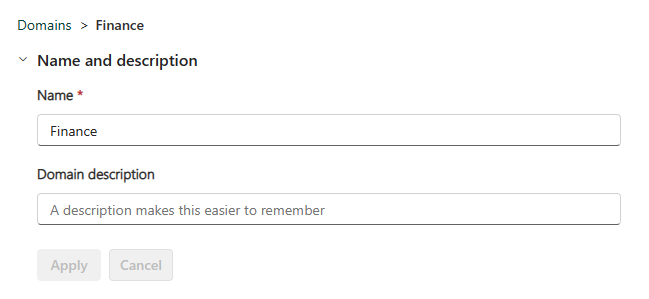 Domains > Finance
Name and description
Name *
Finance
Domain description
A description makes this easier to remember
Apply Cancel